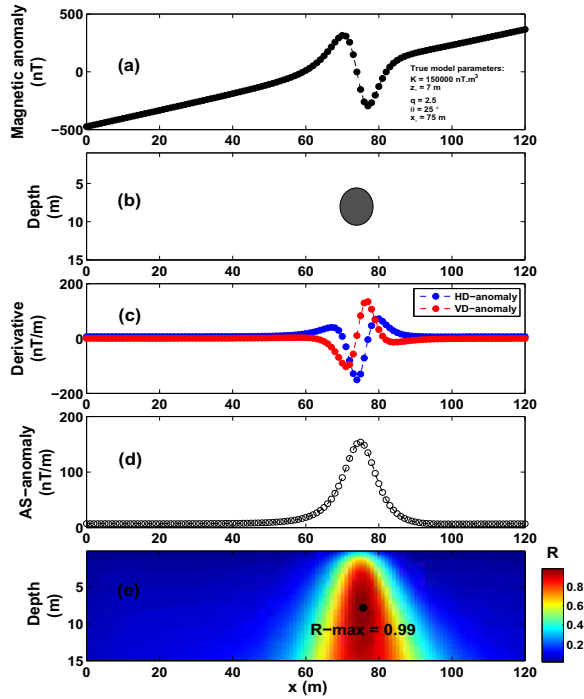 500
0
−500
Magnetic anomaly
nT)
(a)
True model parameters:
K = 150000 nT.m³
z₀ = 7 m
q = 2.5
θ = 25 °
x₀ = 75 m
0 20 40 60 80 100 120
5
10
15
Depth
(m)
(b)
0 20 40 60 80 100 120
200
0
−200
Derivative
(nT/m)
(c)
HD−anomaly
VD−anomaly
0 20 40 60 80 100 120
200
100
0
AS−anomaly
(nT/m)
(d)
0 20 40 60 80 100 120
5
10
15
Depth
(m)
(e)
R−max = 0.99
0 20 40 60 80 100 120
x (m)
R
0.8
0.6
0.4
0.2